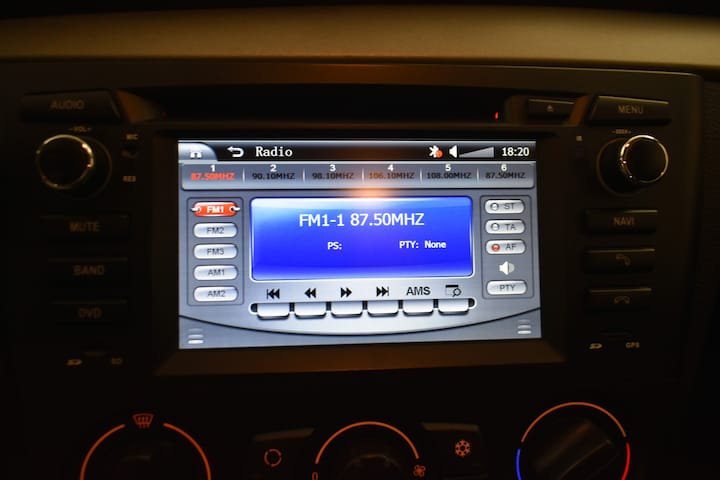 AUDIO
-VOL+
MIC
RES
MUTE
BAND
DVD
SD
MENU
-SEEK+
IR
NAVI
GPS
Radio 18:20
1 2 3 4 5 6
87.50MHZ 90.10MHZ 98.10MHZ 106.10MHZ 108.00MHZ 87.50MHZ
FM1
FM2
FM3
AM1
AM2
FM1-1 87.50MHZ
PS: PTY: None
AMS
ST
TA
AF
PTY